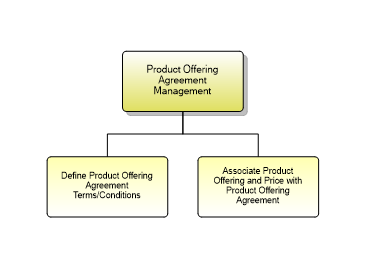 Product Offering
Agreement
Management
Define Product Offering
Agreement
Terms/Conditions
Associate Product
Offering and Price with
Product Offering
Agreement